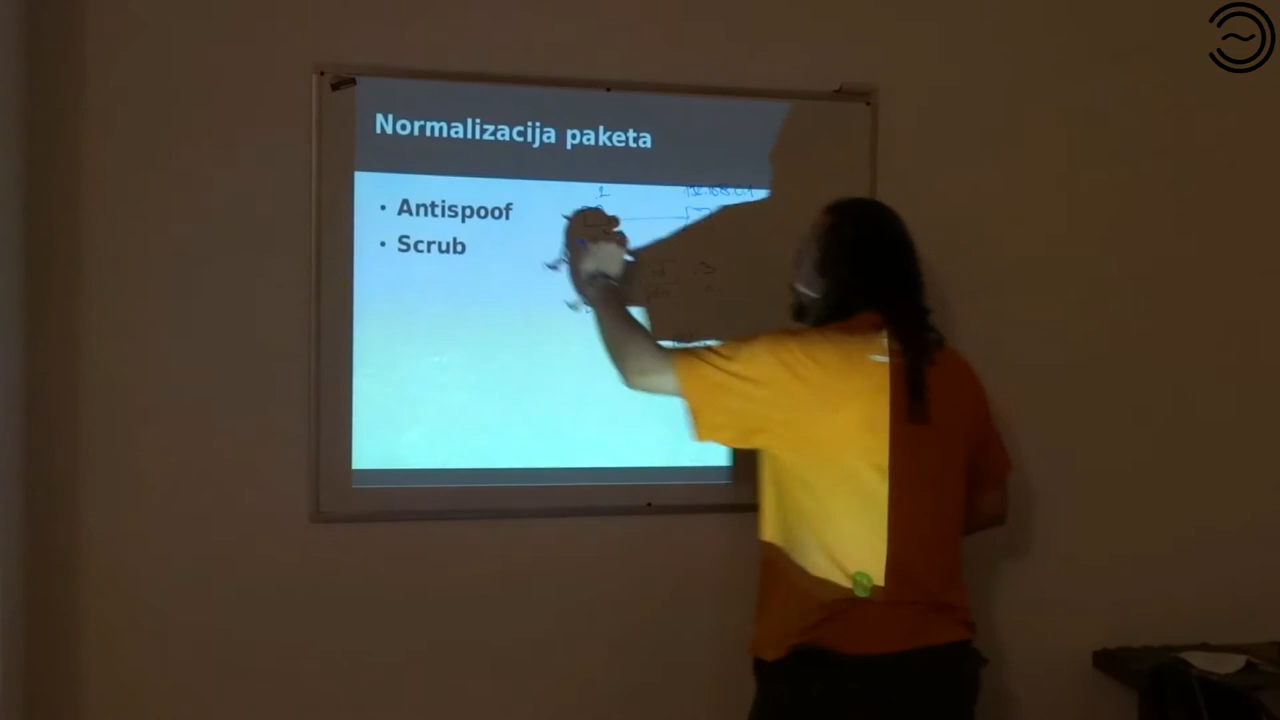 Normalizacija paketa
• Antispoof
• Scrub